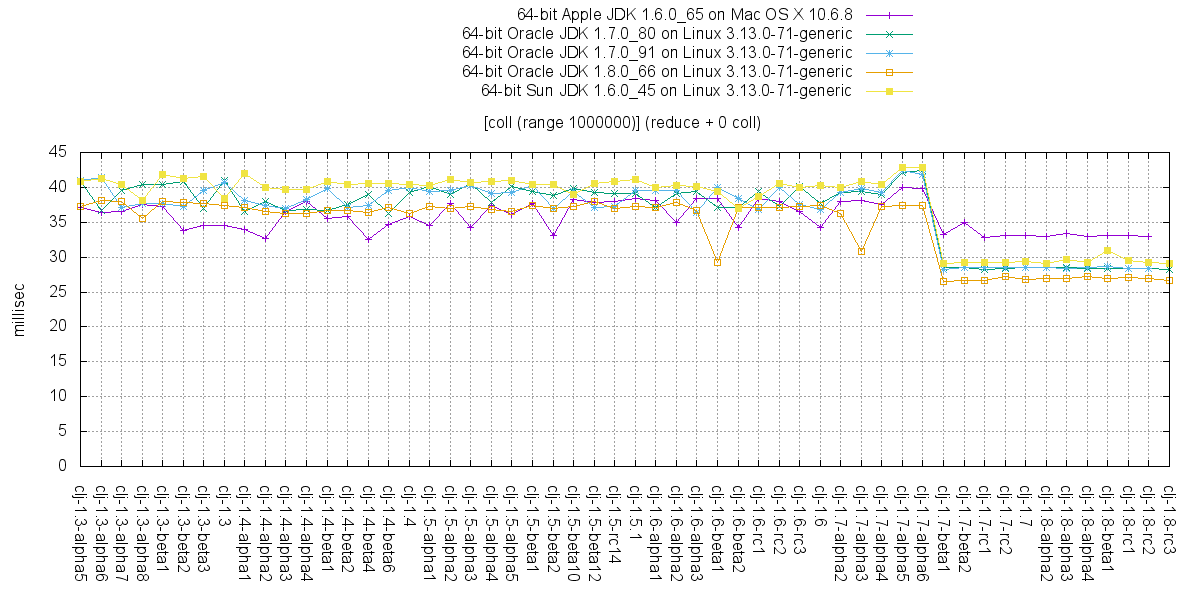 64-bit Apple JDK 1.6.0_65 on Mac OS X 10.6.8
64-bit Oracle JDK 1.7.0_80 on Linux 3.13.0-71-generic
64-bit Oracle JDK 1.7.0_91 on Linux 3.13.0-71-generic
64-bit Oracle JDK 1.8.0_66 on Linux 3.13.0-71-generic
64-bit Sun JDK 1.6.0_45 on Linux 3.13.0-71-generic
[coll (range 1000000)] (reduce + 0 coll)
millisec
45
40
35
30
25
20
15
10
5
0
clj-1.3-alpha5
clj-1.3-alpha6
clj-1.3-alpha7
clj-1.3-alpha8
clj-1.3-beta1
clj-1.3-beta2
clj-1.3-beta3
clj-1.3
clj-1.4-alpha1
clj-1.4-alpha2
clj-1.4-alpha3
clj-1.4-alpha4
clj-1.4-beta1
clj-1.4-beta2
clj-1.4-beta4
clj-1.4-beta6
clj-1.4
clj-1.5-alpha1
clj-1.5-alpha2
clj-1.5-alpha3
clj-1.5-alpha4
clj-1.5-alpha5
clj-1.5-beta1
clj-1.5-beta2
clj-1.5-beta10
clj-1.5-beta12
clj-1.5-rc14
clj-1.5.1
clj-1.6-alpha1
clj-1.6-alpha2
clj-1.6-alpha3
clj-1.6-beta1
clj-1.6-beta2
clj-1.6-rc1
clj-1.6-rc2
clj-1.6-rc3
clj-1.6
clj-1.7-alpha2
clj-1.7-alpha3
clj-1.7-alpha4
clj-1.7-alpha5
clj-1.7-alpha6
clj-1.7-beta1
clj-1.7-beta2
clj-1.7-rc1
clj-1.7-rc2
clj-1.7
clj-1.8-alpha2
clj-1.8-alpha3
clj-1.8-alpha4
clj-1.8-beta1
clj-1.8-rc1
clj-1.8-rc2
clj-1.8-rc3